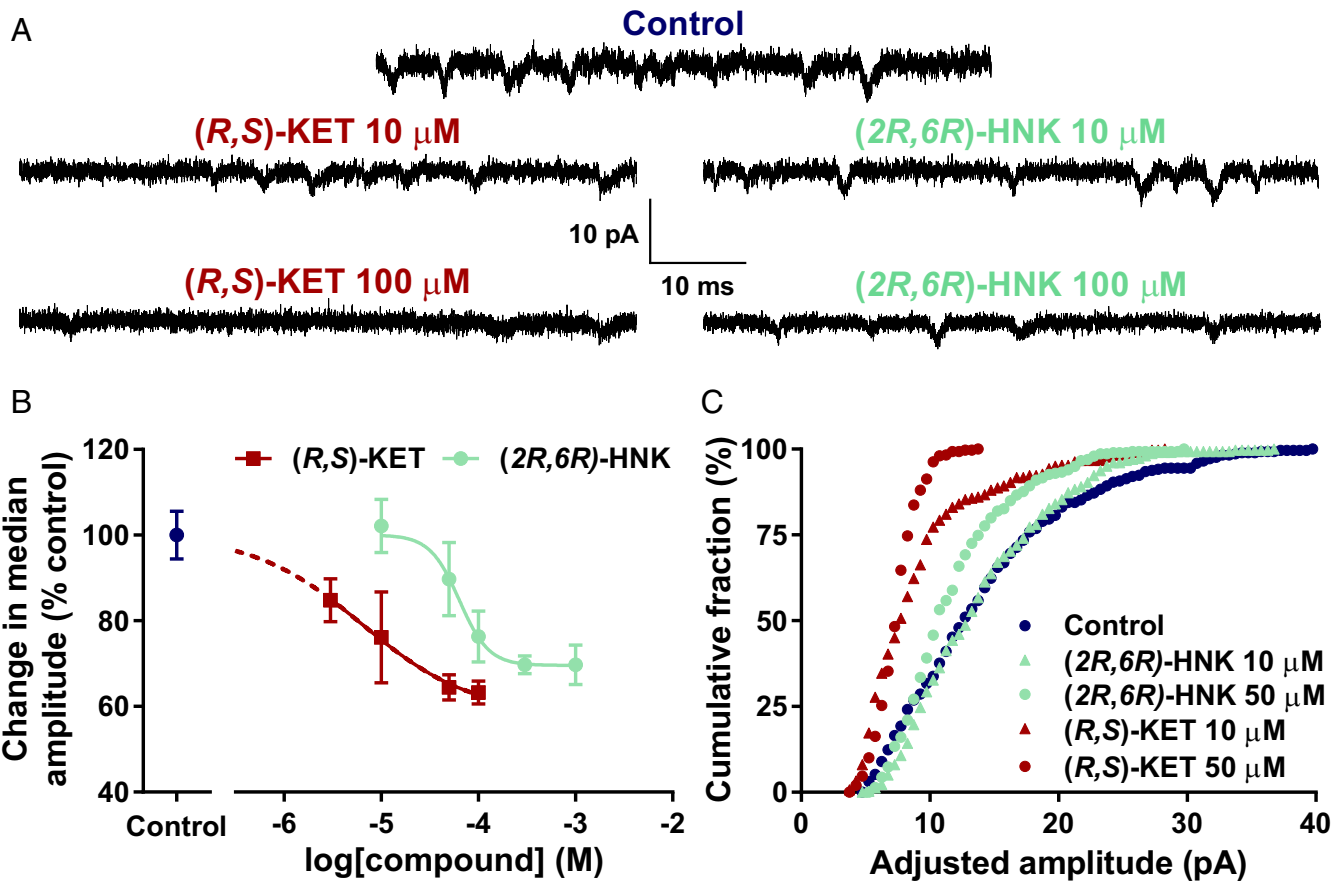 A
Control
(R,S)-KET 10 μM
(2R,6R)-HNK 10 μM
10 pA
10 ms
(R,S)-KET 100 μM
(2R,6R)-HNK 100 μM
B
Change in median
amplitude (% control)
120
100
80
60
40
(R,S)-KET
(2R,6R)-HNK
Control
-6
-5
-4
-3
-2
log[compound] (M)
C
Cumulative fraction (%)
100
75
50
25
0
Control
(2R,6R)-HNK 10 μM
(2R,6R)-HNK 50 μM
(R,S)-KET 10 μM
(R,S)-KET 50 μM
0
10
20
30
40
Adjusted amplitude (pA)